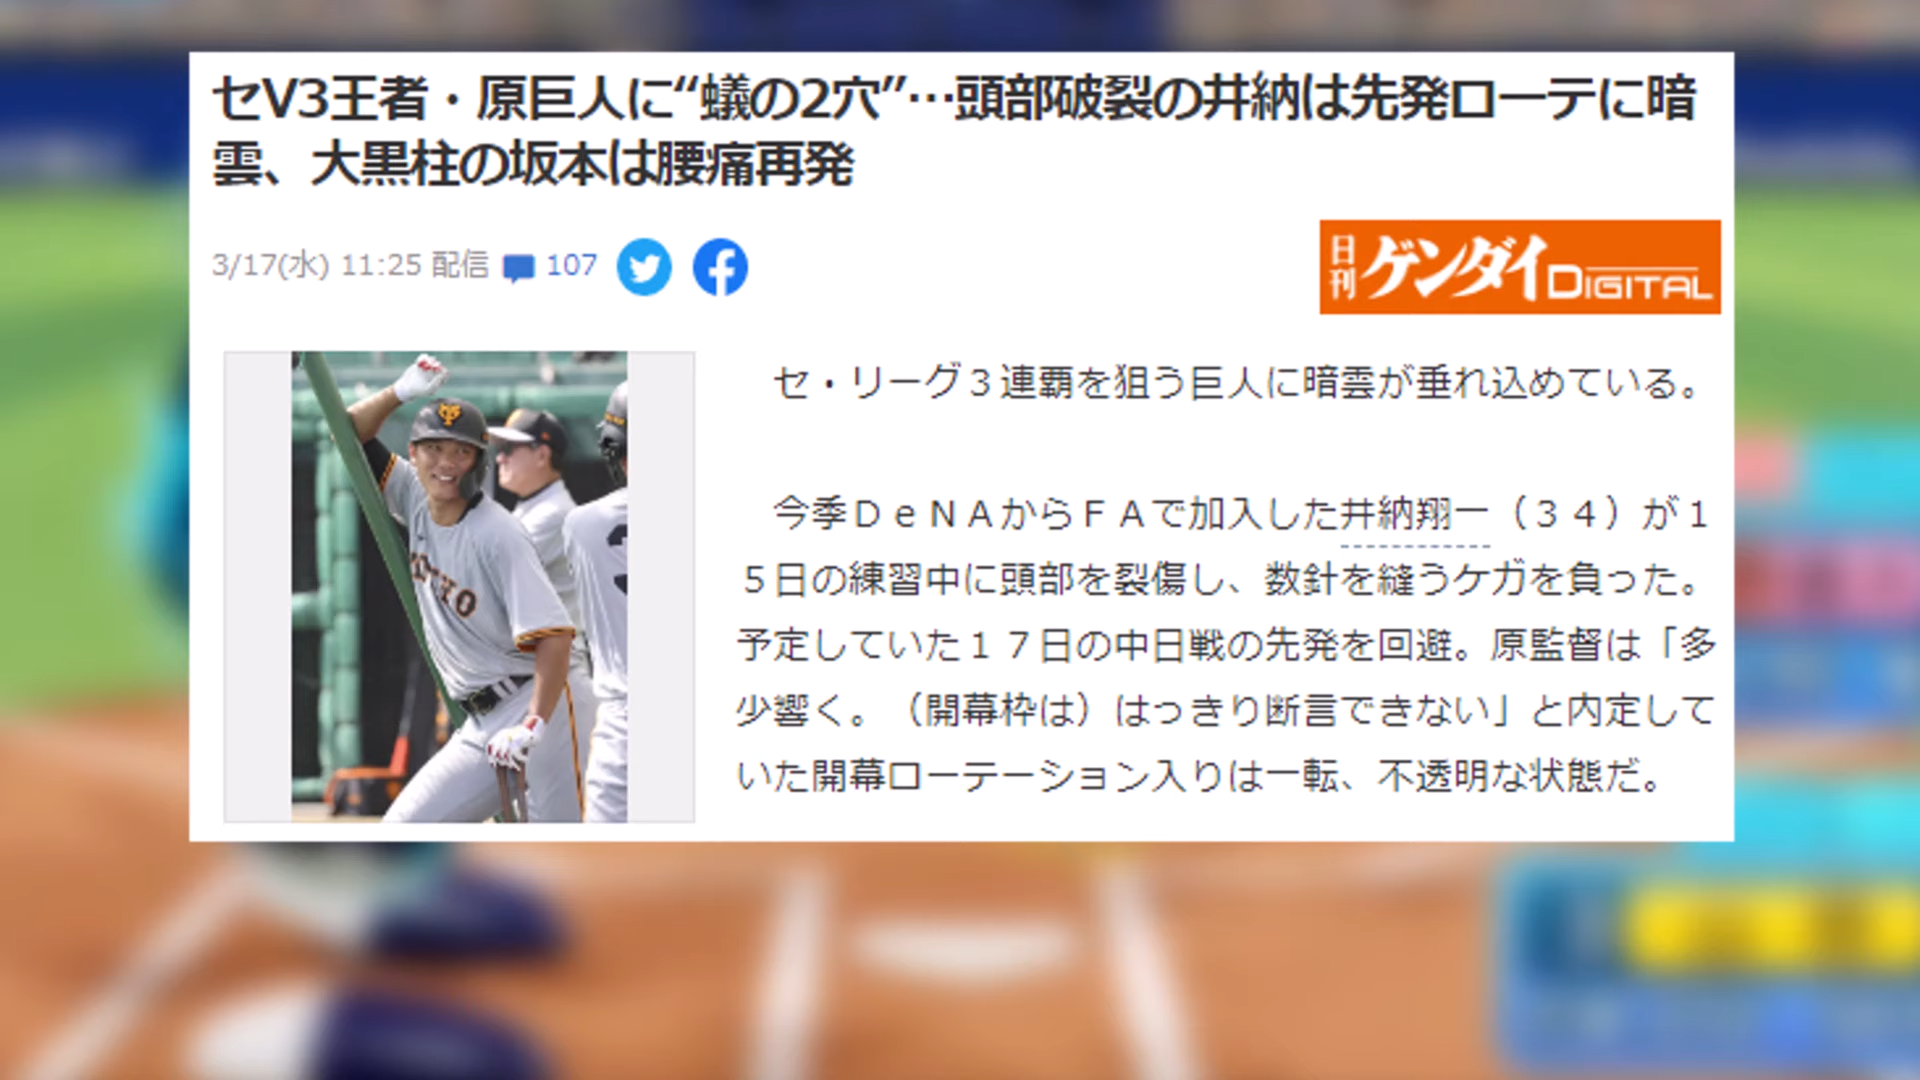 セV3王者・原巨人に“蟻の2穴”…頭部破裂の井納は先発ローテに暗
雲、大黒柱の坂本は腰痛再発
3/17(水) 11:25 配信 107
日刊ゲンダイDIGITAL
セ・リーグ３連覇を狙う巨人に暗雲が垂れ込めている。
今季ＤｅＮＡからＦＡで加入した井納翔一（３４）が１
５日の練習中に頭部を裂傷し、数針を縫うケガを負った。
予定していた１７日の中日戦の先発を回避。原監督は「多
少響く。（開幕枠は）はっきり断言できない」と内定して
いた開幕ローテーション入りは一転、不透明な状態だ。